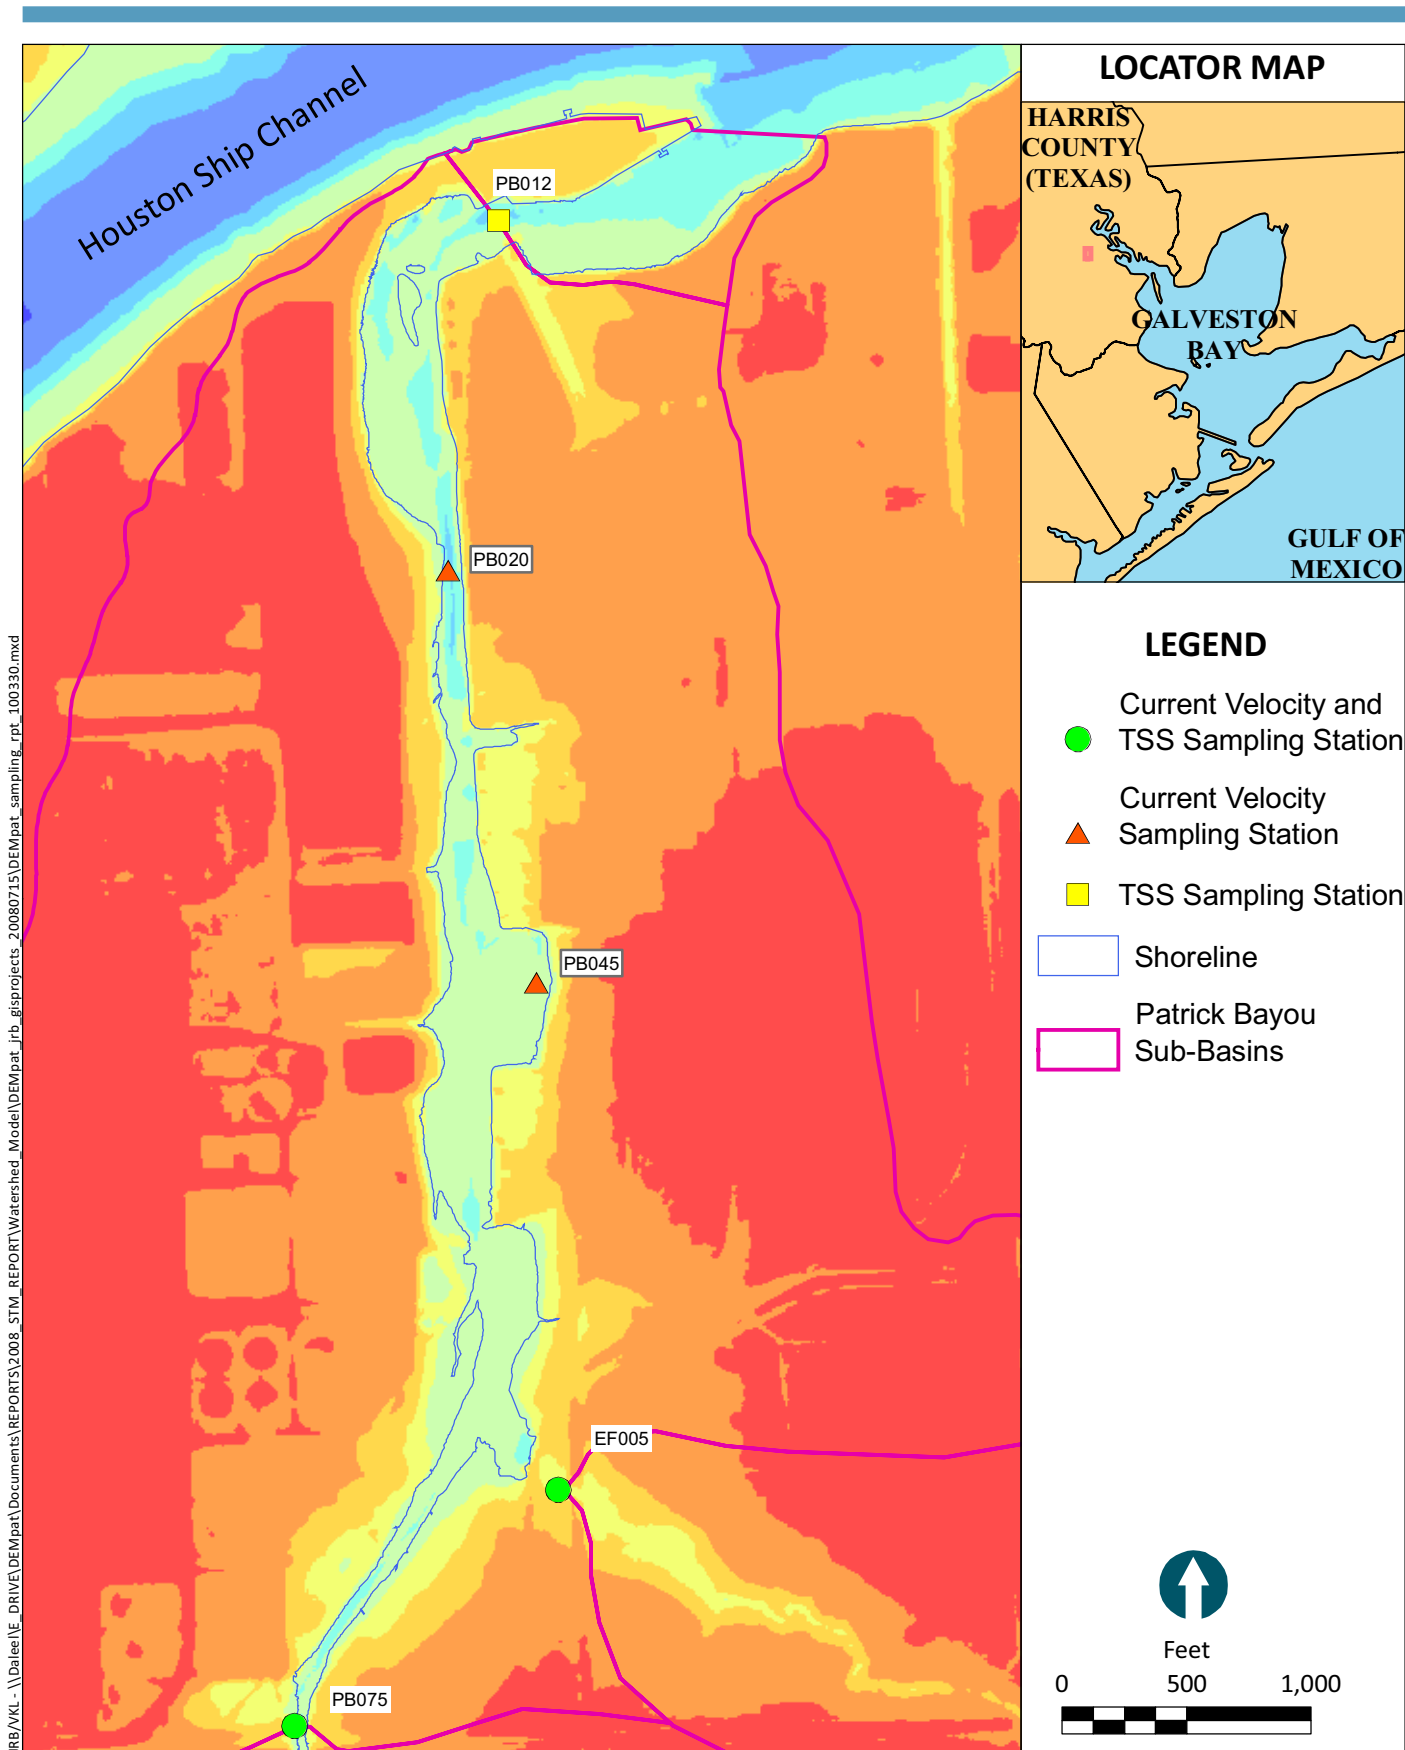 LOCATOR MAP
HARRIS
COUNTY
(TEXAS)
GALVESTON
BAY
GULF OF
MEXICO
Houston Ship Channel
PB012
PB020
PB045
EF005
PB075
LEGEND
Current Velocity and
TSS Sampling Station
Current Velocity
Sampling Station
TSS Sampling Station
Shoreline
Patrick Bayou
Sub-Basins
Feet
0 500 1,000
RB/VKL - \\Daleel\E_DRIVE\DEMpat\Documents\REPORTS\2008_STM_REPORT\Watershed_Model\DEMpat_jrb_gisprojects_20080715\DEMpat_sampling_rpt_100330.mxd